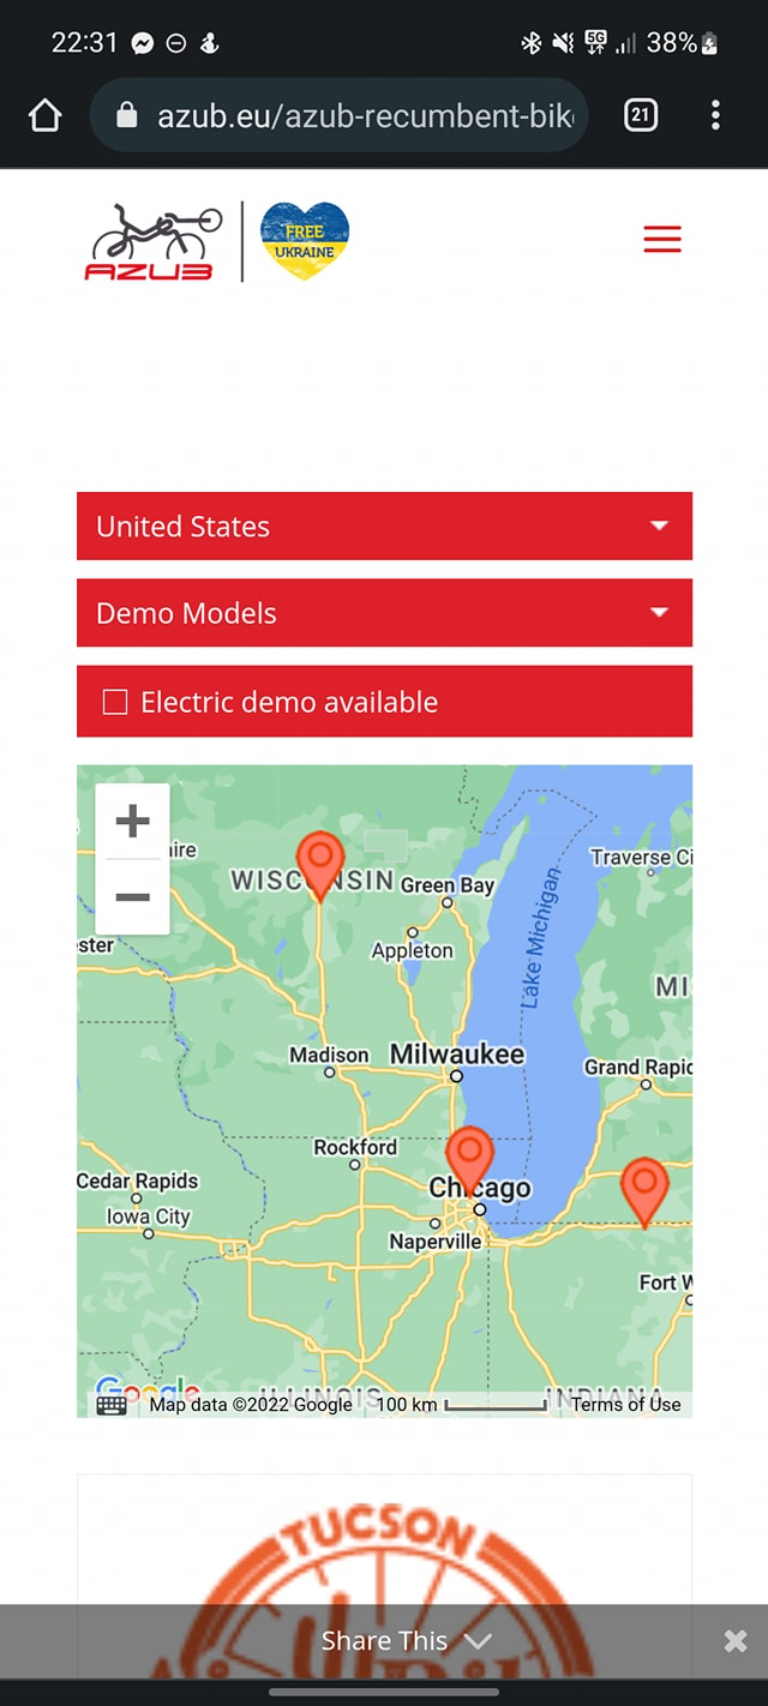 22:31
5G
38%
azub.eu/azub-recumbent-bik
21
AZUB
FREE
UKRAINE
United States
Demo Models
Electric demo available
aire
WISCONSIN
Green Bay
Traverse Ci
Appleton
ster
Lake Michigan
MI
Madison
Milwaukee
Grand Rapid
Rockford
Cedar Rapids
Chicago
Iowa City
Naperville
Fort W
ILLINOIS
INDIANA
Google
Map data ©2022 Google
100 km
Terms of Use
TUCSON
Share This